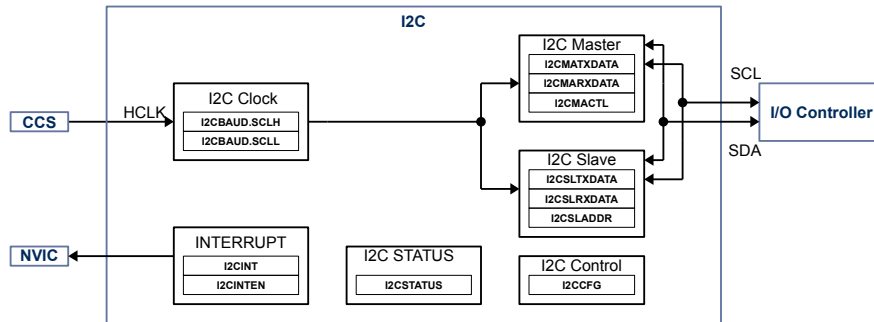 I2C
CCS
HCLK
I2C Clock
I2CBAUD.SCLH
I2CBAUD.SCLL
I2C Master
I2CMATXDATA
I2CMARXDATA
I2CMACTL
SCL
I/O Controller
SDA
I2C Slave
I2CSLTXDATA
I2CSLRXDATA
I2CSLADDR
NVIC
INTERRUPT
I2CINT
I2CINTEN
I2C STATUS
I2CSTATUS
I2C Control
I2CCFG